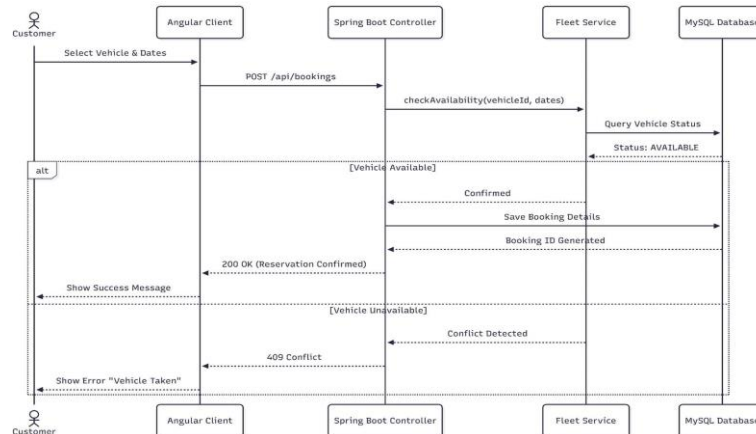 Customer
Angular Client
Spring Boot Controller
Fleet Service
MySQL Database
Select Vehicle & Dates
POST /api/bookings
checkAvailability(vehicleId, dates)
Query Vehicle Status
Status: AVAILABLE
alt
[Vehicle Available]
Confirmed
Save Booking Details
Booking ID Generated
200 OK (Reservation Confirmed)
Show Success Message
[Vehicle Unavailable]
Conflict Detected
409 Conflict
Show Error "Vehicle Taken"
Customer
Angular Client
Spring Boot Controller
Fleet Service
MySQL Database